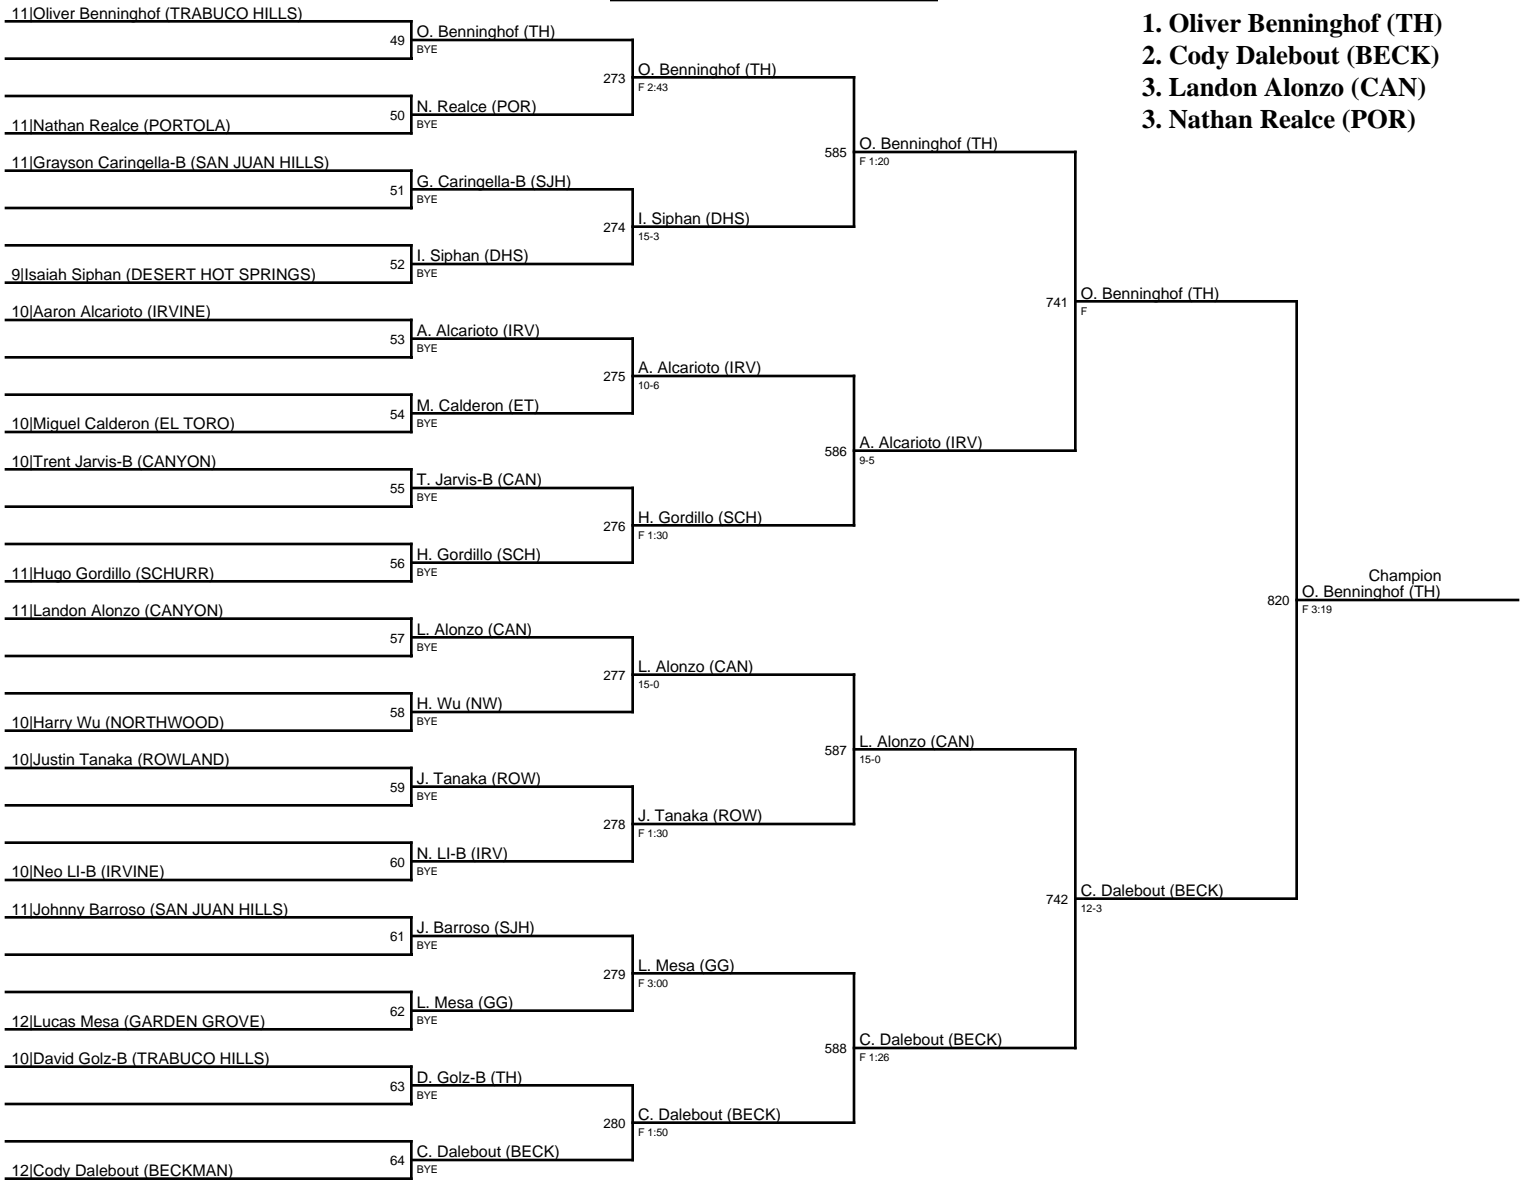 11|Oliver Benninghof (TRABUCO HILLS)
49
O. Benninghof (TH)
BYE
273
O. Benninghof (TH)
F 2:43
50
N. Realce (POR)
BYE
11|Nathan Realce (PORTOLA)
585
O. Benninghof (TH)
F 1:20
11|Grayson Caringella-B (SAN JUAN HILLS)
51
G. Caringella-B (SJH)
BYE
274
I. Siphan (DHS)
15-3
52
I. Siphan (DHS)
BYE
9|Isaiah Siphan (DESERT HOT SPRINGS)
741
O. Benninghof (TH)
F
10|Aaron Alcarioto (IRVINE)
53
A. Alcarioto (IRV)
BYE
275
A. Alcarioto (IRV)
10-6
54
M. Calderon (ET)
BYE
10|Miguel Calderon (EL TORO)
586
A. Alcarioto (IRV)
9-5
10|Trent Jarvis-B (CANYON)
55
T. Jarvis-B (CAN)
BYE
276
H. Gordillo (SCH)
F 1:30
56
H. Gordillo (SCH)
BYE
11|Hugo Gordillo (SCHURR)
Champion
820
O. Benninghof (TH)
F 3:19
11|Landon Alonzo (CANYON)
57
L. Alonzo (CAN)
BYE
277
L. Alonzo (CAN)
15-0
58
H. Wu (NW)
BYE
10|Harry Wu (NORTHWOOD)
587
L. Alonzo (CAN)
15-0
10|Justin Tanaka (ROWLAND)
59
J. Tanaka (ROW)
BYE
278
J. Tanaka (ROW)
F 1:30
60
N. LI-B (IRV)
BYE
10|Neo LI-B (IRVINE)
742
C. Dalebout (BECK)
12-3
11|Johnny Barroso (SAN JUAN HILLS)
61
J. Barroso (SJH)
BYE
279
L. Mesa (GG)
F 3:00
62
L. Mesa (GG)
BYE
12|Lucas Mesa (GARDEN GROVE)
588
C. Dalebout (BECK)
F 1:26
10|David Golz-B (TRABUCO HILLS)
63
D. Golz-B (TH)
BYE
280
C. Dalebout (BECK)
F 1:50
64
C. Dalebout (BECK)
BYE
12|Cody Dalebout (BECKMAN)
1. Oliver Benninghof (TH)
2. Cody Dalebout (BECK)
3. Landon Alonzo (CAN)
3. Nathan Realce (POR)